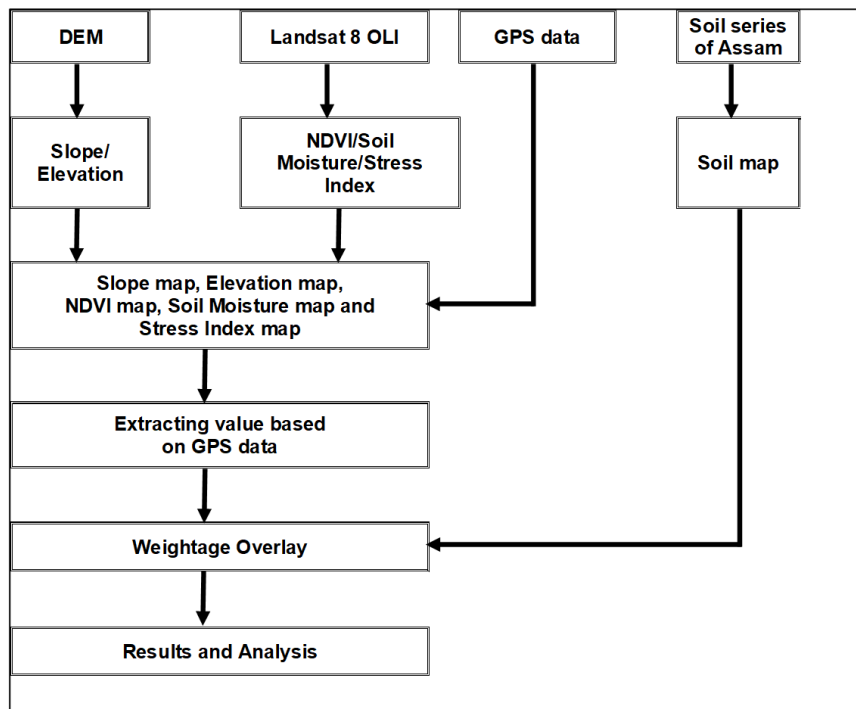 DEM
Landsat 8 OLI
GPS data
Soil series
of Assam
Slope/
Elevation
NDVI/Soil
Moisture/Stress
Index
Soil map
Slope map, Elevation map,
NDVI map, Soil Moisture map and
Stress Index map
Extracting value based
on GPS data
Weightage Overlay
Results and Analysis